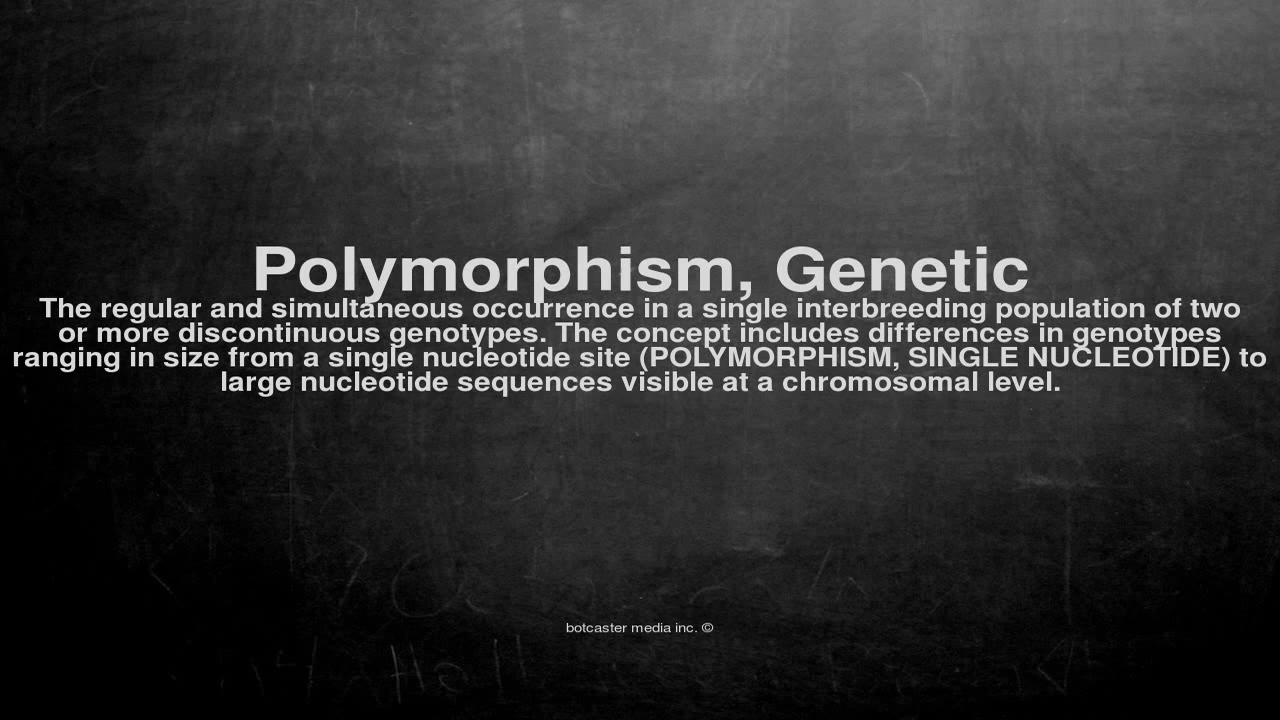 Polymorphism, Genetic
The regular and simultaneous occurrence in a single interbreeding population of two
or more discontinuous genotypes. The concept includes differences in genotypes
ranging in size from a single nucleotide site (POLYMORPHISM, SINGLE NUCLEOTIDE) to
large nucleotide sequences visible at a chromosomal level.
botcaster media inc. ©